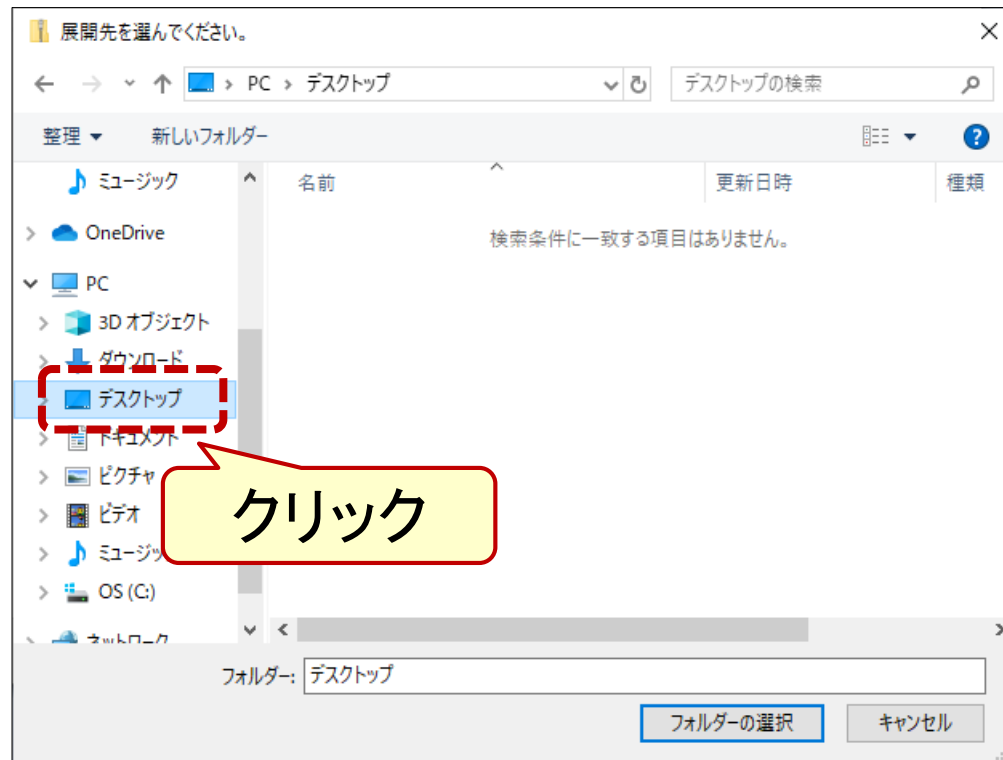 展開先を選んでください。
PC › デスクトップ
デスクトップの検索
整理
新しいフォルダー
名前
更新日時
種類
検索条件に一致する項目はありません。
ミュージック
OneDrive
PC
3D オブジェクト
ダウンロード
デスクトップ
ドキュメント
ピクチャ
ビデオ
ミュージッ
OS (C:)
ネットワーク
クリック
フォルダー: デスクトップ
フォルダーの選択
キャンセル